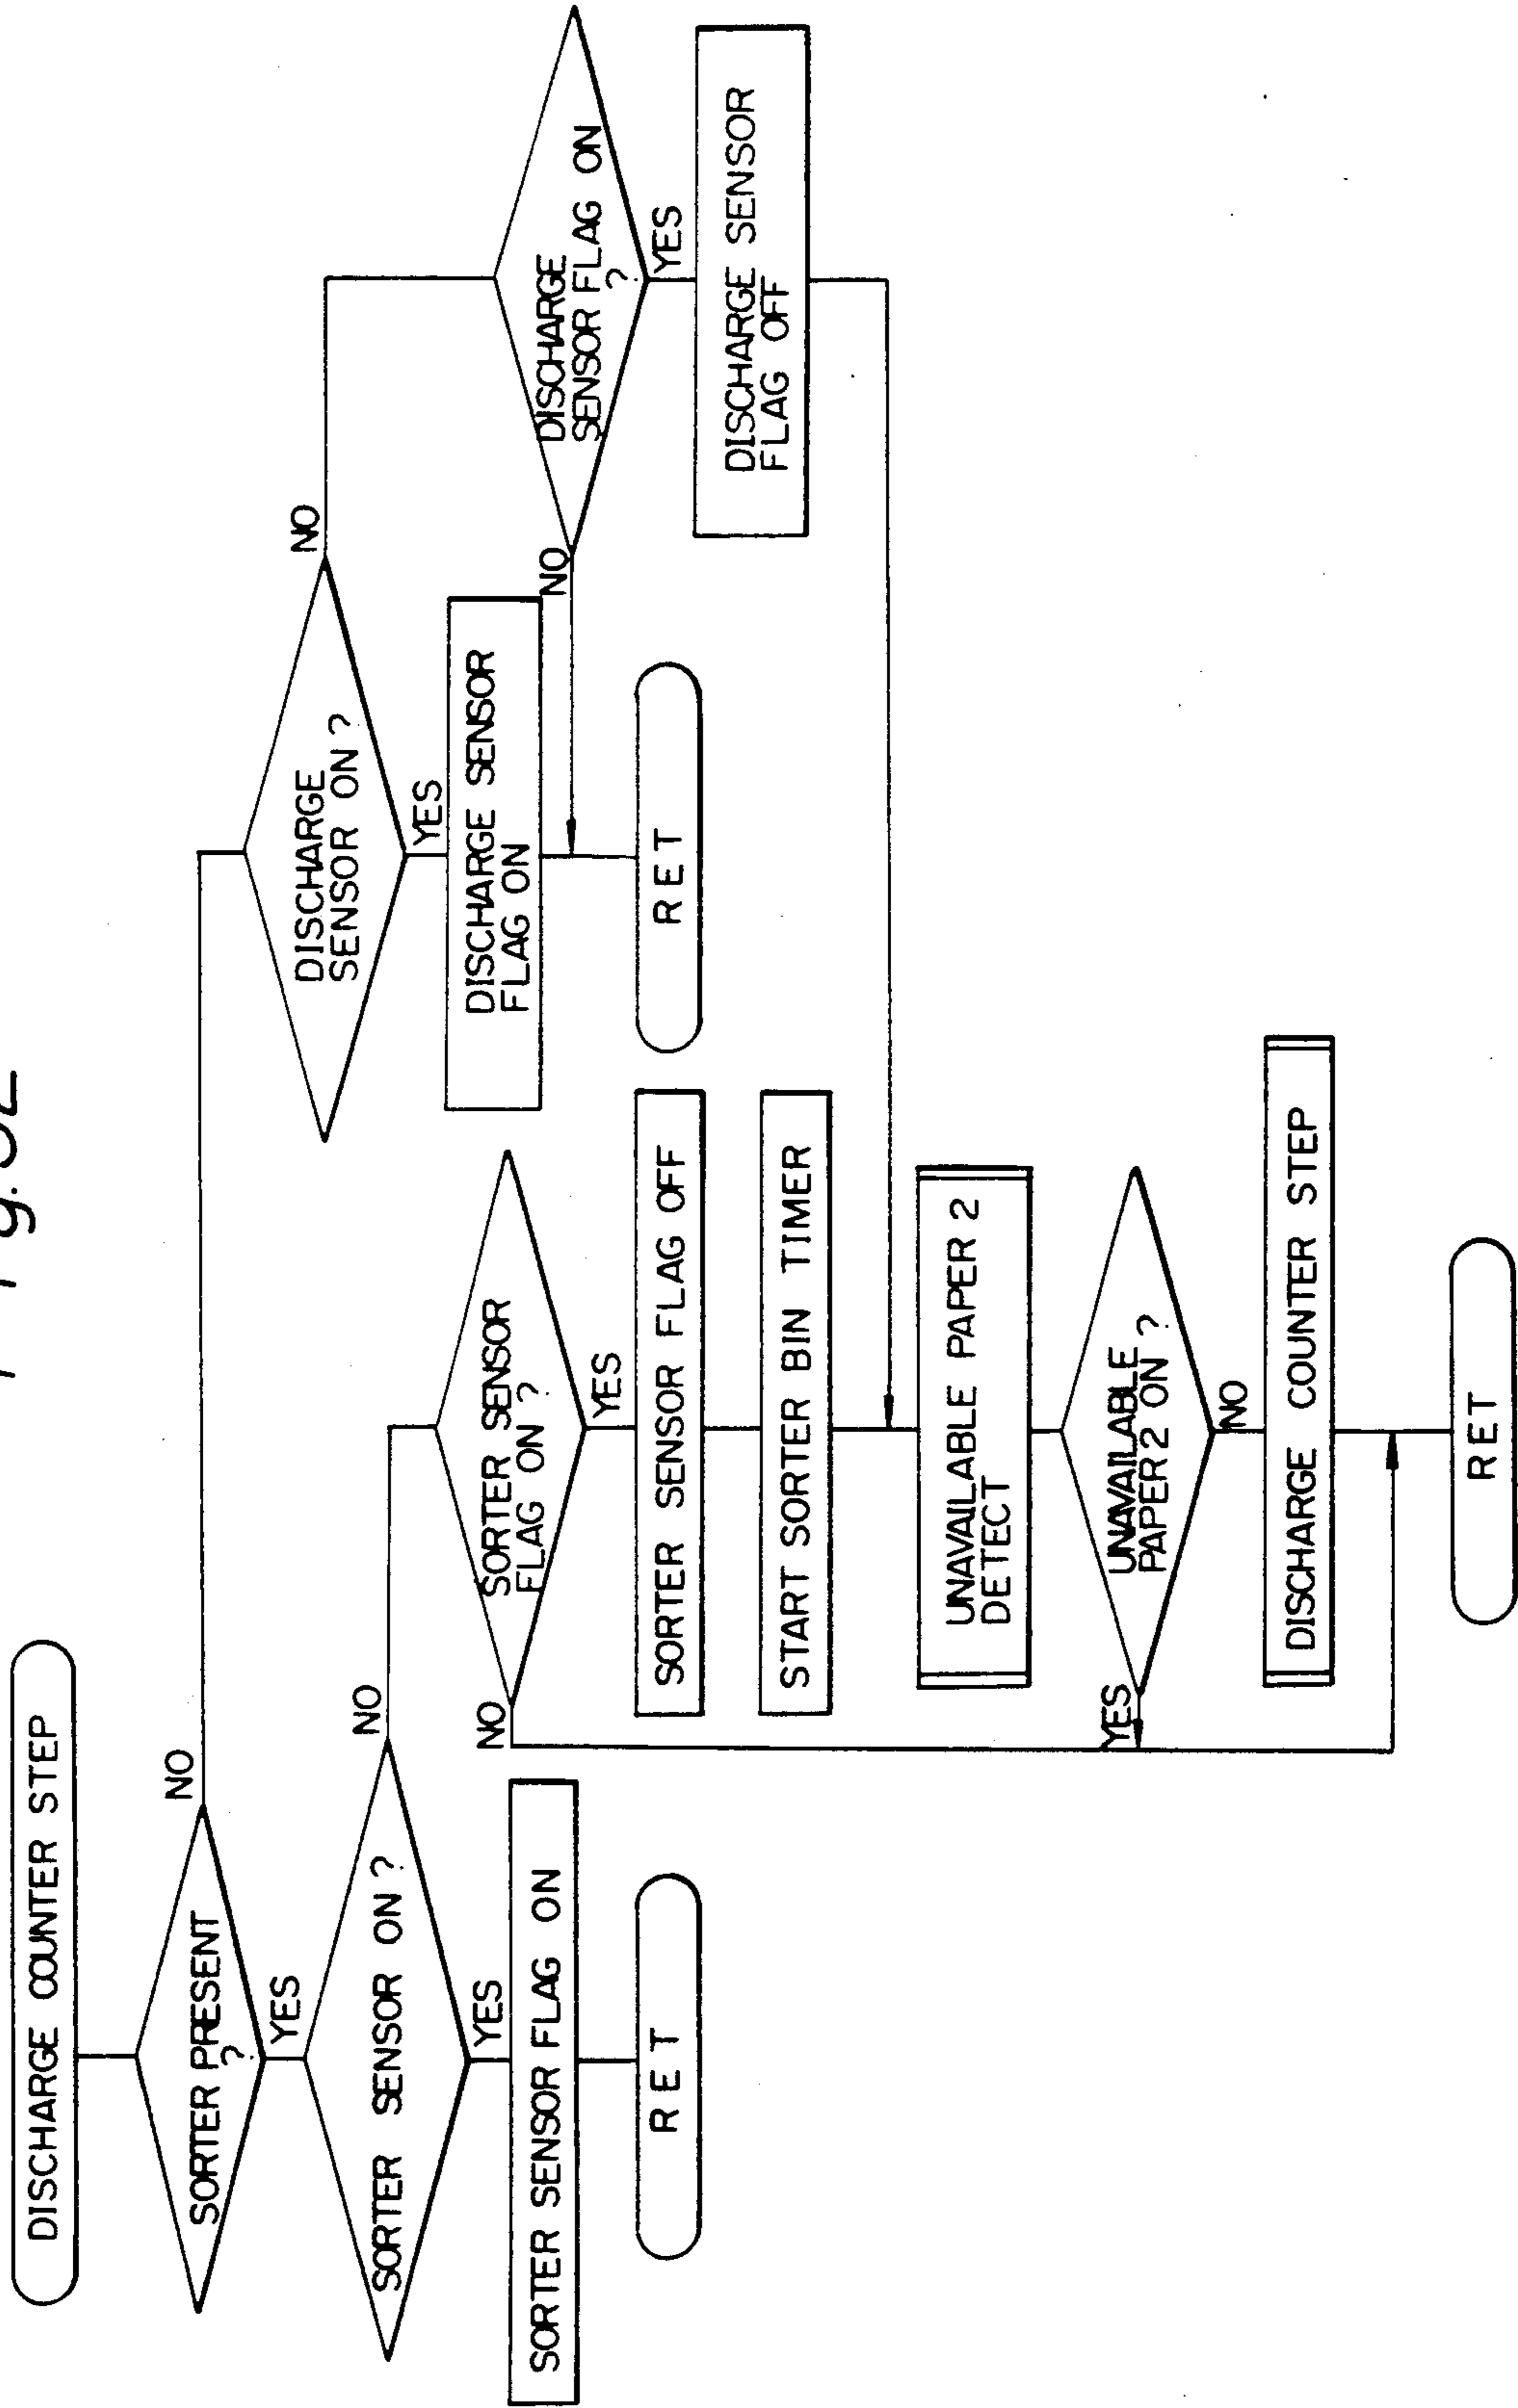 DISCHARGE COUNTER STEP
SORTER PRESENT
?
NO
YES
SORTER SENSOR ON ?
NO
YES
SORTER SENSOR FLAG ON
RET
SORTER SENSOR
FLAG ON ?
NO
YES
SORTER SENSOR FLAG OFF
START SORTER BIN TIMER
UNAVAILABLE PAPER 2
DETECT
UNAVAILABLE
PAPER 2 ON ?
YES
NO
DISCHARGE COUNTER STEP
RET
DISCHARGE
SENSOR ON ?
NO
YES
DISCHARGE SENSOR
FLAG ON
RET
DISCHARGE
SENSOR FLAG ON
?
NO
YES
DISCHARGE SENSOR
FLAG OFF